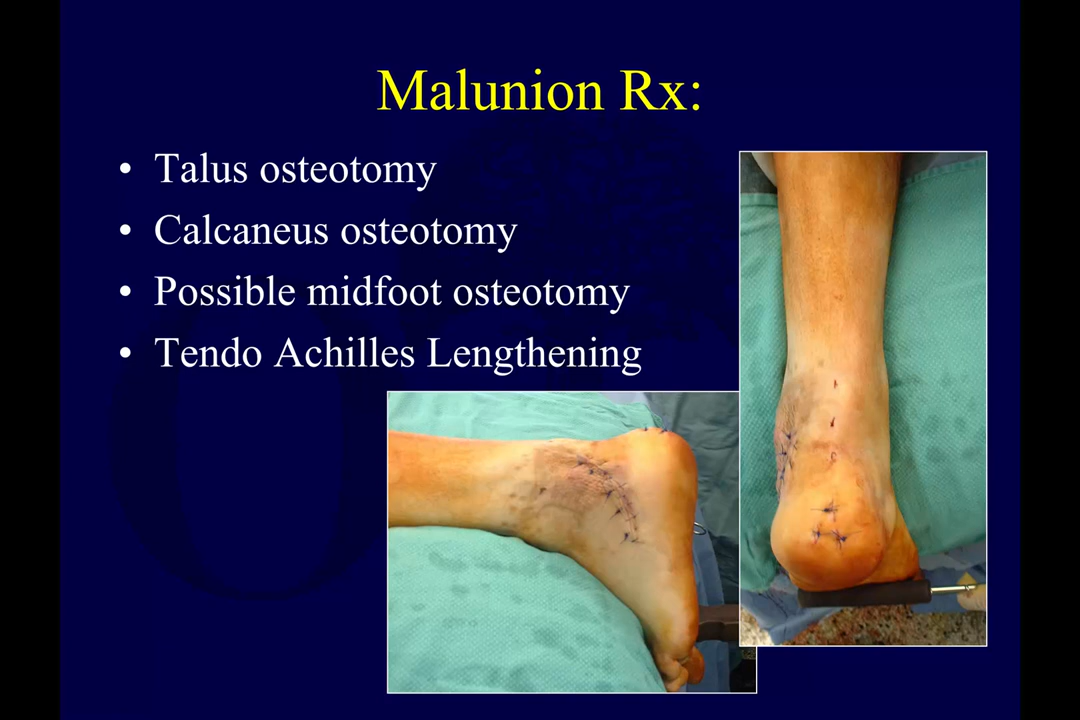 Malunion Rx:
• Talus osteotomy
• Calcaneus osteotomy
• Possible midfoot osteotomy
• Tendo Achilles Lengthening